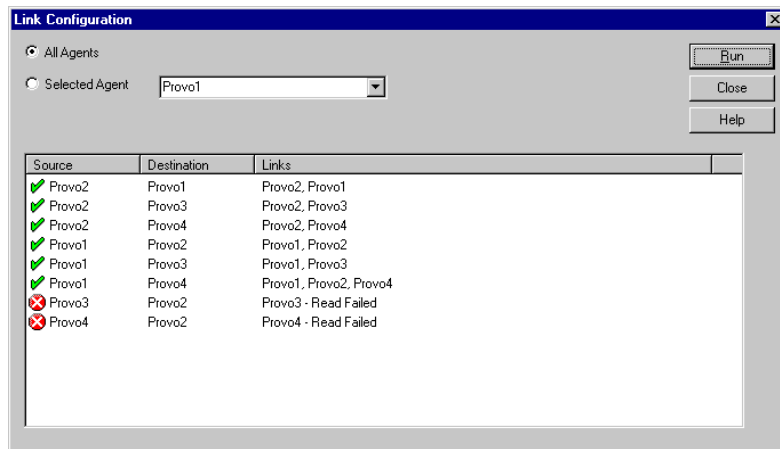 Link Configuration
All Agents
Run
Selected Agent Provo1
Close
Help
Source Destination Links
Provo2 Provo1 Provo2, Provo1
Provo2 Provo3 Provo2, Provo3
Provo2 Provo4 Provo2, Provo4
Provo1 Provo2 Provo1, Provo2
Provo1 Provo3 Provo1, Provo3
Provo1 Provo4 Provo1, Provo2, Provo4
Provo3 Provo2 Provo3 - Read Failed
Provo4 Provo2 Provo4 - Read Failed